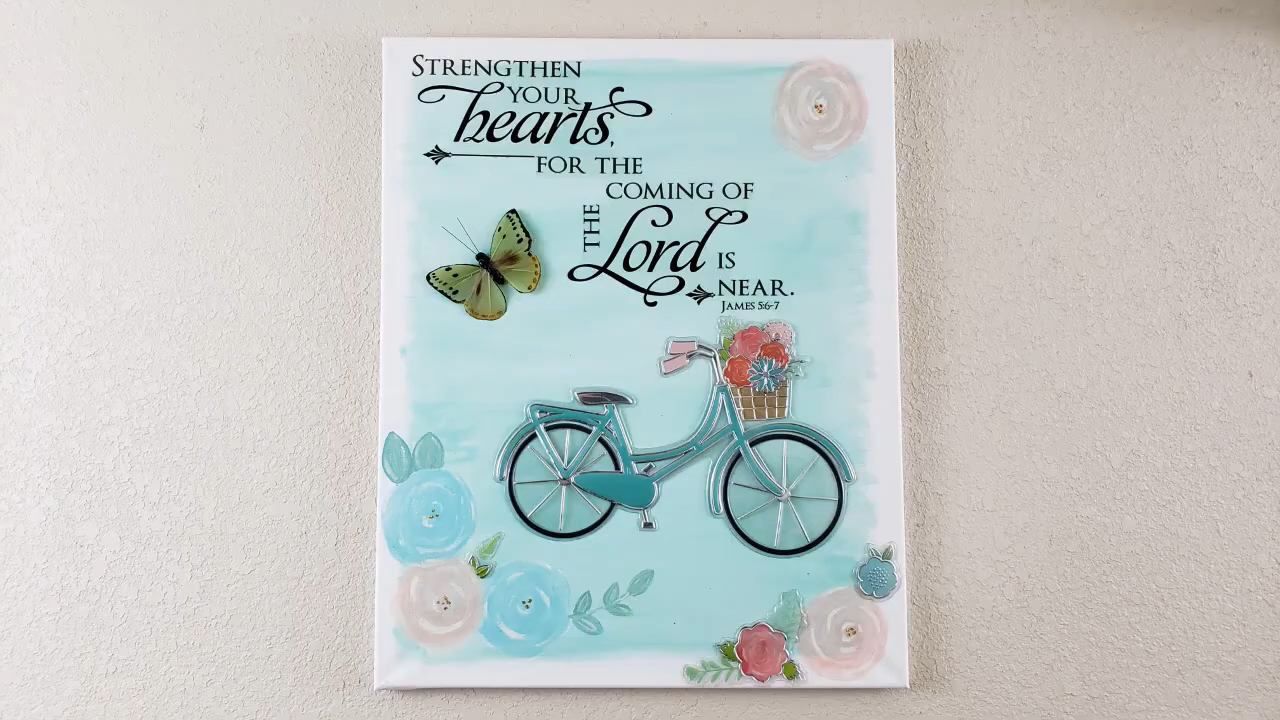 STRENGTHEN
YOUR
hearts,
FOR THE
COMING OF
THE Lord IS
NEAR.
JAMES 5:6-7